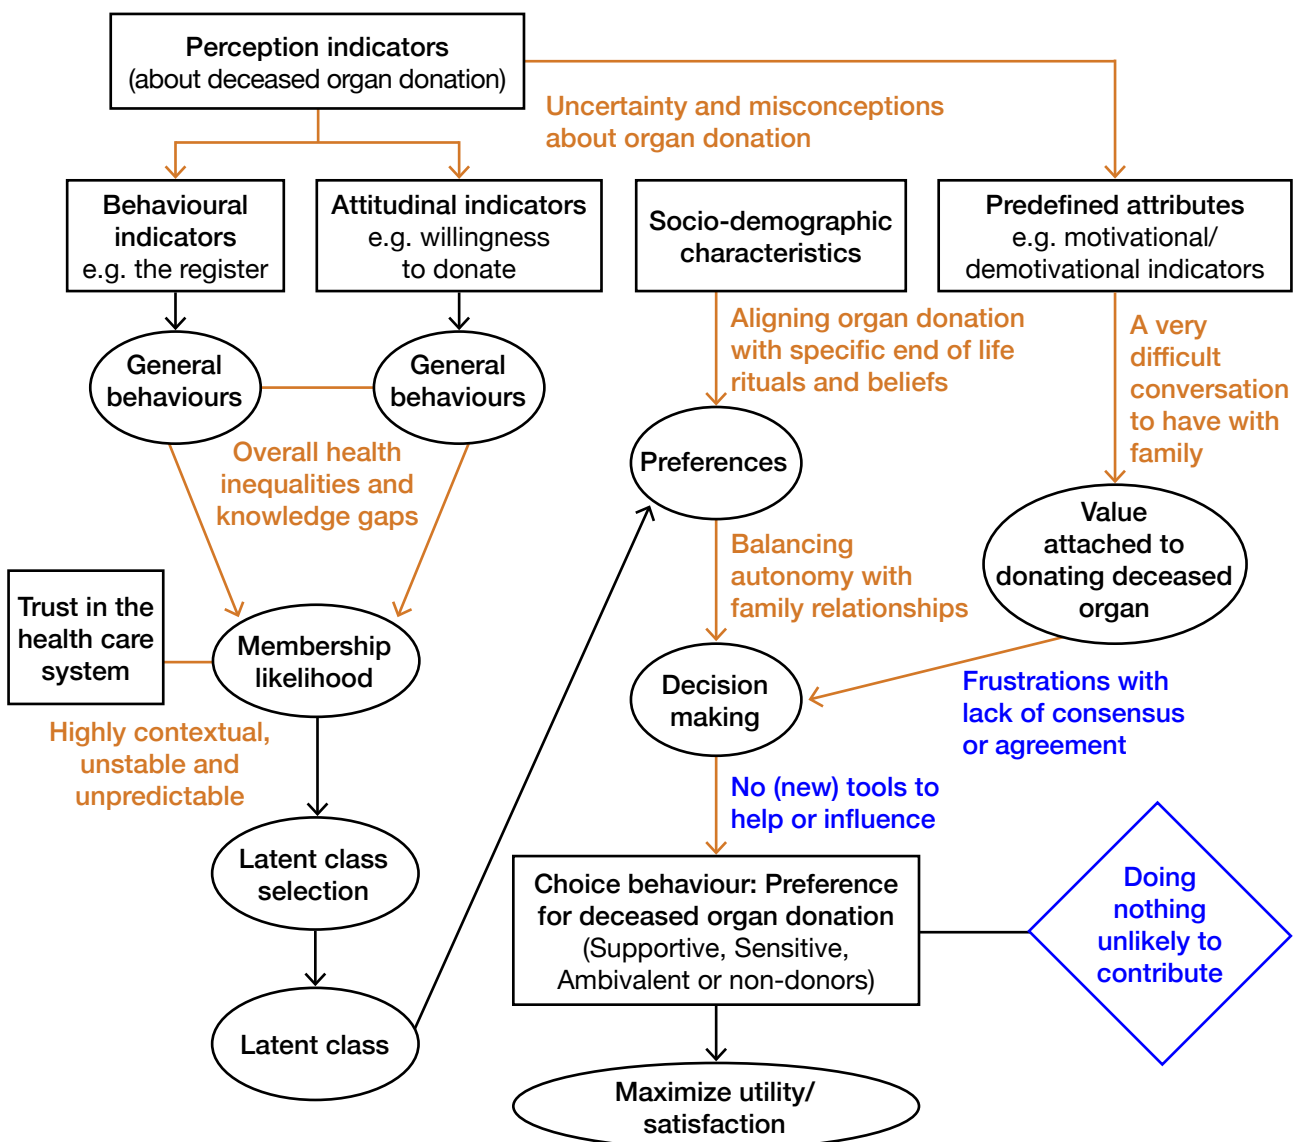 Perception indicators
(about deceased organ donation)
Uncertainty and misconceptions
about organ donation
Behavioural
indicators
e.g. the register
Attitudinal indicators
e.g. willingness
to donate
Socio-demographic
characteristics
Predefined attributes
e.g. motivational/
demotivational indicators
General
behaviours
General
behaviours
Aligning organ donation
with specific end of life
rituals and beliefs
A very
difficult
conversation
to have with
family
Overall health
inequalities and
knowledge gaps
Preferences
Value
attached to
donating deceased
organ
Balancing
autonomy with
family relationships
Trust in the
health care
system
Membership
likelihood
Decision
making
Frustrations with
lack of consensus
or agreement
Highly contextual,
unstable and
unpredictable
No (new) tools to
help or influence
Latent class
selection
Choice behaviour: Preference
for deceased organ donation
(Supportive, Sensitive,
Ambivalent or non-donors)
Doing
nothing
unlikely to
contribute
Latent class
Maximize utility/
satisfaction